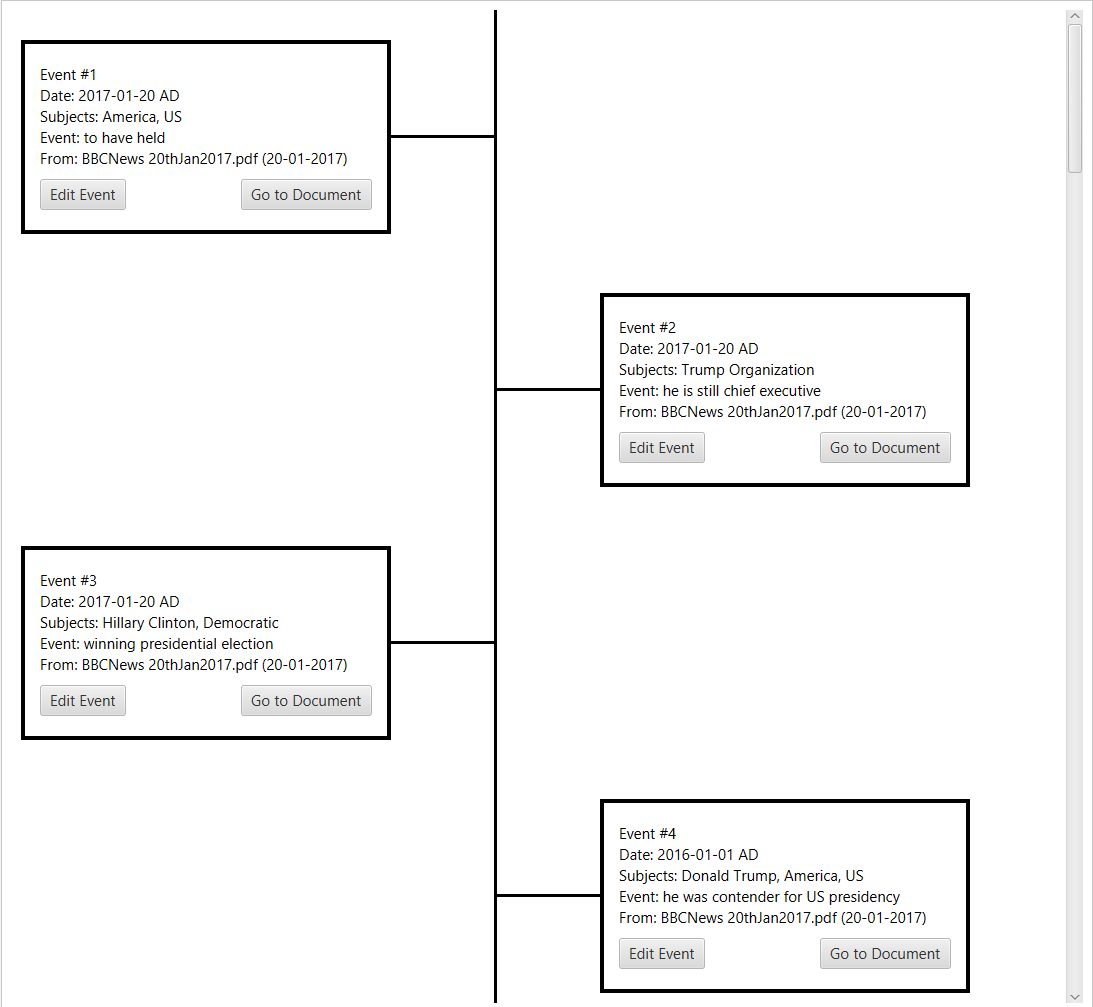 Event #1
Date: 2017-01-20 AD
Subjects: America, US
Event: to have held
From: BBCNews 20thJan2017.pdf (20-01-2017)
Edit Event
Go to Document
Event #2
Date: 2017-01-20 AD
Subjects: Trump Organization
Event: he is still chief executive
From: BBCNews 20thJan2017.pdf (20-01-2017)
Edit Event
Go to Document
Event #3
Date: 2017-01-20 AD
Subjects: Hillary Clinton, Democratic
Event: winning presidential election
From: BBCNews 20thJan2017.pdf (20-01-2017)
Edit Event
Go to Document
Event #4
Date: 2016-01-01 AD
Subjects: Donald Trump, America, US
Event: he was contender for US presidency
From: BBCNews 20thJan2017.pdf (20-01-2017)
Edit Event
Go to Document